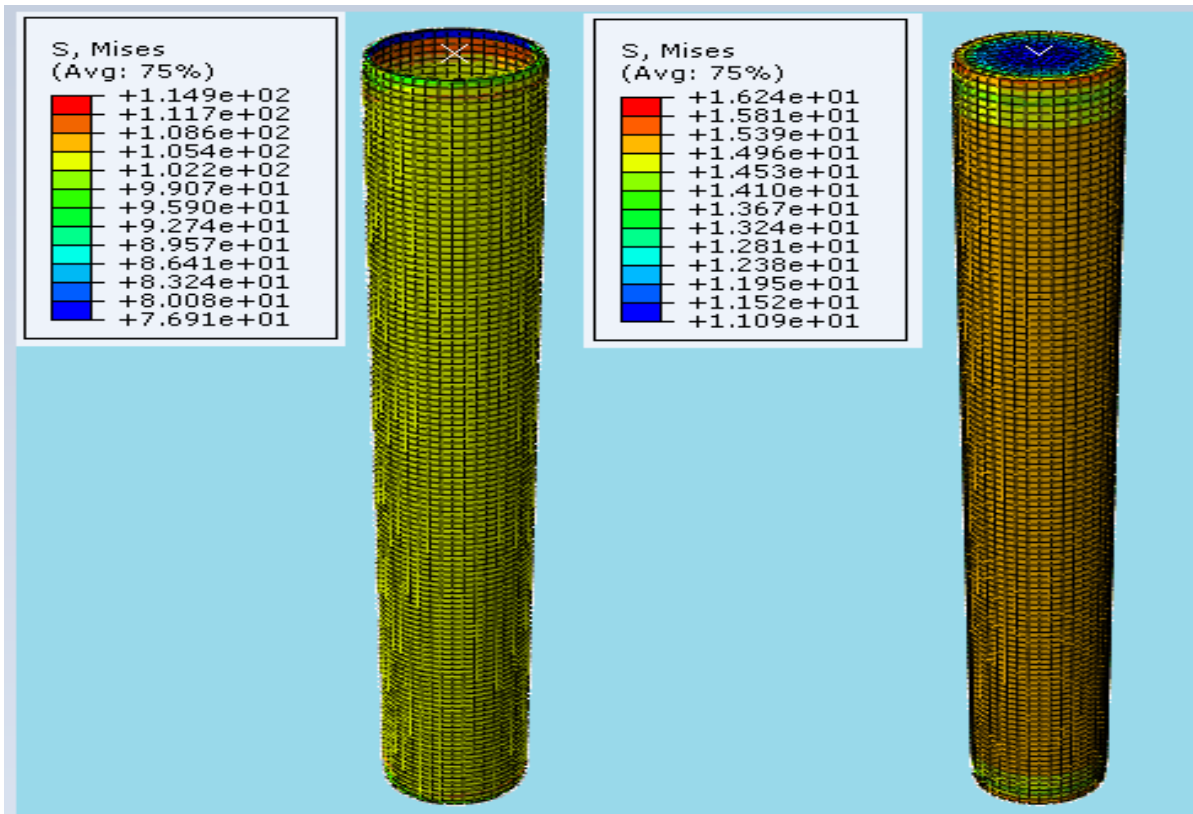 S, Mises
(Avg: 75%)
+1.149e+02
+1.117e+02
+1.086e+02
+1.054e+02
+1.022e+02
+9.907e+01
+9.590e+01
+9.274e+01
+8.957e+01
+8.641e+01
+8.324e+01
+8.008e+01
+7.691e+01
S, Mises
(Avg: 75%)
+1.624e+01
+1.581e+01
+1.539e+01
+1.496e+01
+1.453e+01
+1.410e+01
+1.367e+01
+1.324e+01
+1.281e+01
+1.238e+01
+1.195e+01
+1.152e+01
+1.109e+01